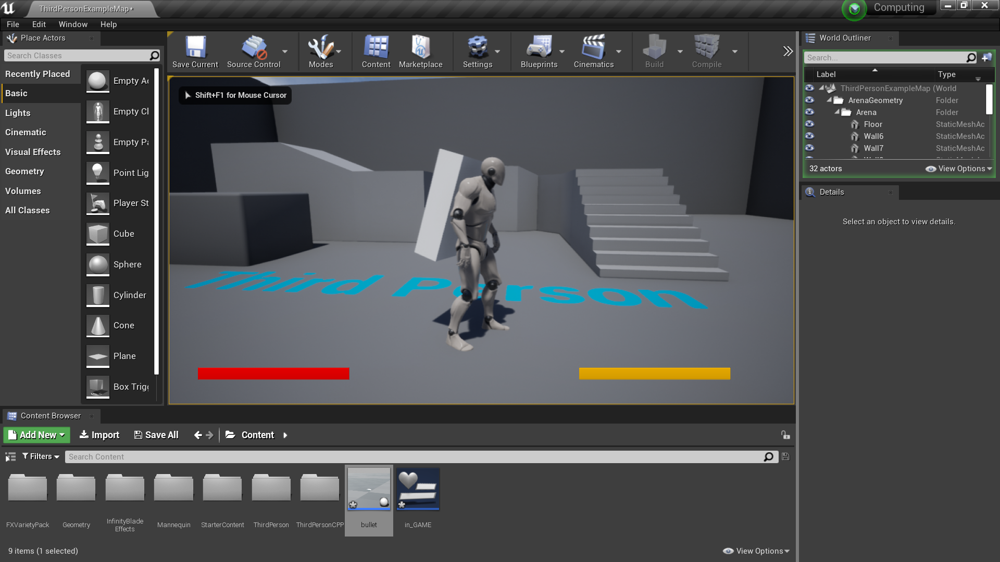 ThirdPersonExampleMap*
Computing
File Edit Window Help
Place Actors
Search Classes
Recently Placed
Basic
Lights
Cinematic
Visual Effects
Geometry
Volumes
All Classes
Empty Ac
Empty Cl
Empty Pa
Point Lig
Player St
Cube
Sphere
Cylinder
Cone
Plane
Box Trigg
Save Current
Source Control
Modes
Content
Marketplace
Settings
Blueprints
Cinematics
Build
Compile
Shift+F1 for Mouse Cursor
Third Person
World Outliner
Search...
Label Type
ThirdPersonExampleMap (World
ArenaGeometry Folder
Arena Folder
Floor StaticMeshAc
Wall6 StaticMeshAc
Wall7 StaticMeshAc
32 actors View Options
Details
Select an object to view details.
Content Browser
Add New Import Save All Content
Filters Search Content
FXVarietyPack
Geometry
InfinityBlade
Effects
Mannequin
StarterContent
ThirdPerson
ThirdPersonCPP
bullet
in_GAME
9 items (1 selected) View Options